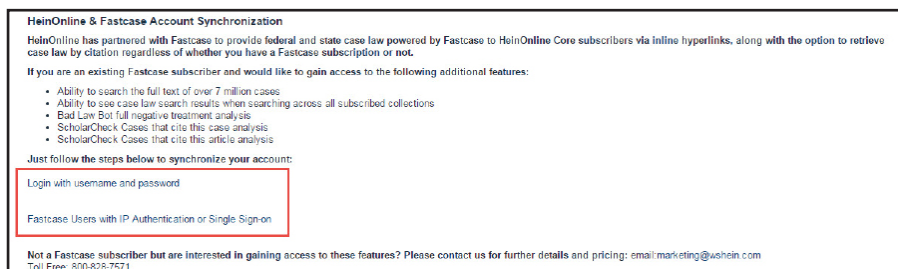 HeinOnline & Fastcase Account Synchronization
HeinOnline has partnered with Fastcase to provide federal and state case law powered by Fastcase to HeinOnline Core subscribers via inline hyperlinks, along with the option to retrieve
case law by citation regardless of whether you have a Fastcase subscription or not.
If you are an existing Fastcase subscriber and would like to gain access to the following additional features:
• Ability to search the full text of over 7 million cases
• Ability to see case law search results when searching across all subscribed collections
• Bad Law Bot full negative treatment analysis
• ScholarCheck Cases that cite this case analysis
• ScholarCheck Cases that cite this article analysis
Just follow the steps below to synchronize your account:
Login with username and password
Fastcase Users with IP Authentication or Single Sign-on
Not a Fastcase subscriber but are interested in gaining access to these features? Please contact us for further details and pricing: email:marketing@wshein.com
Toll Free: 800-828-7571